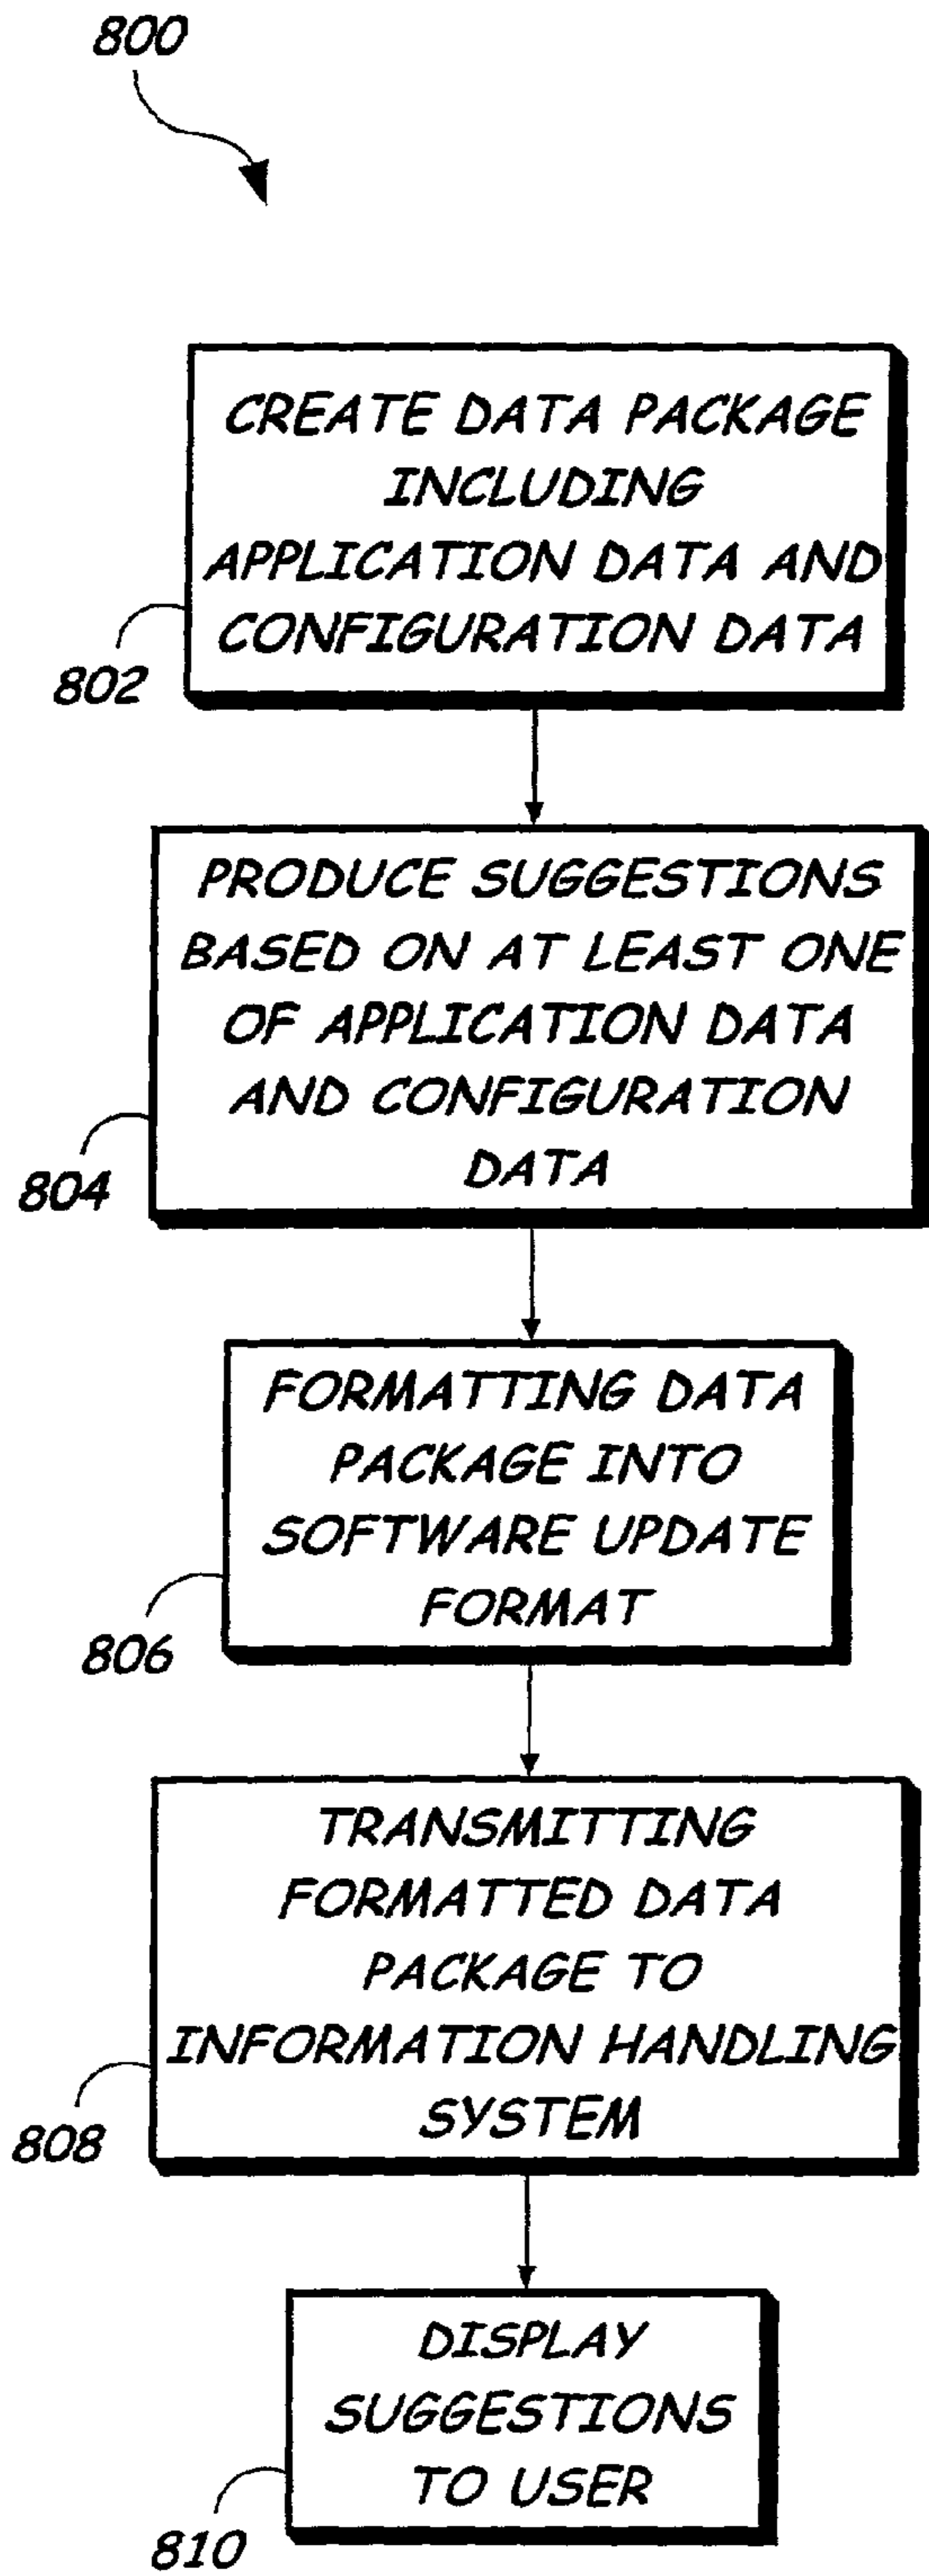 800
CREATE DATA PACKAGE
INCLUDING
APPLICATION DATA AND
CONFIGURATION DATA
802
PRODUCE SUGGESTIONS
BASED ON AT LEAST ONE
OF APPLICATION DATA
AND CONFIGURATION
DATA
804
FORMATTING DATA
PACKAGE INTO
SOFTWARE UPDATE
FORMAT
806
TRANSMITTING
FORMATTED DATA
PACKAGE TO
INFORMATION HANDLING
SYSTEM
808
DISPLAY
SUGGESTIONS
TO USER
810